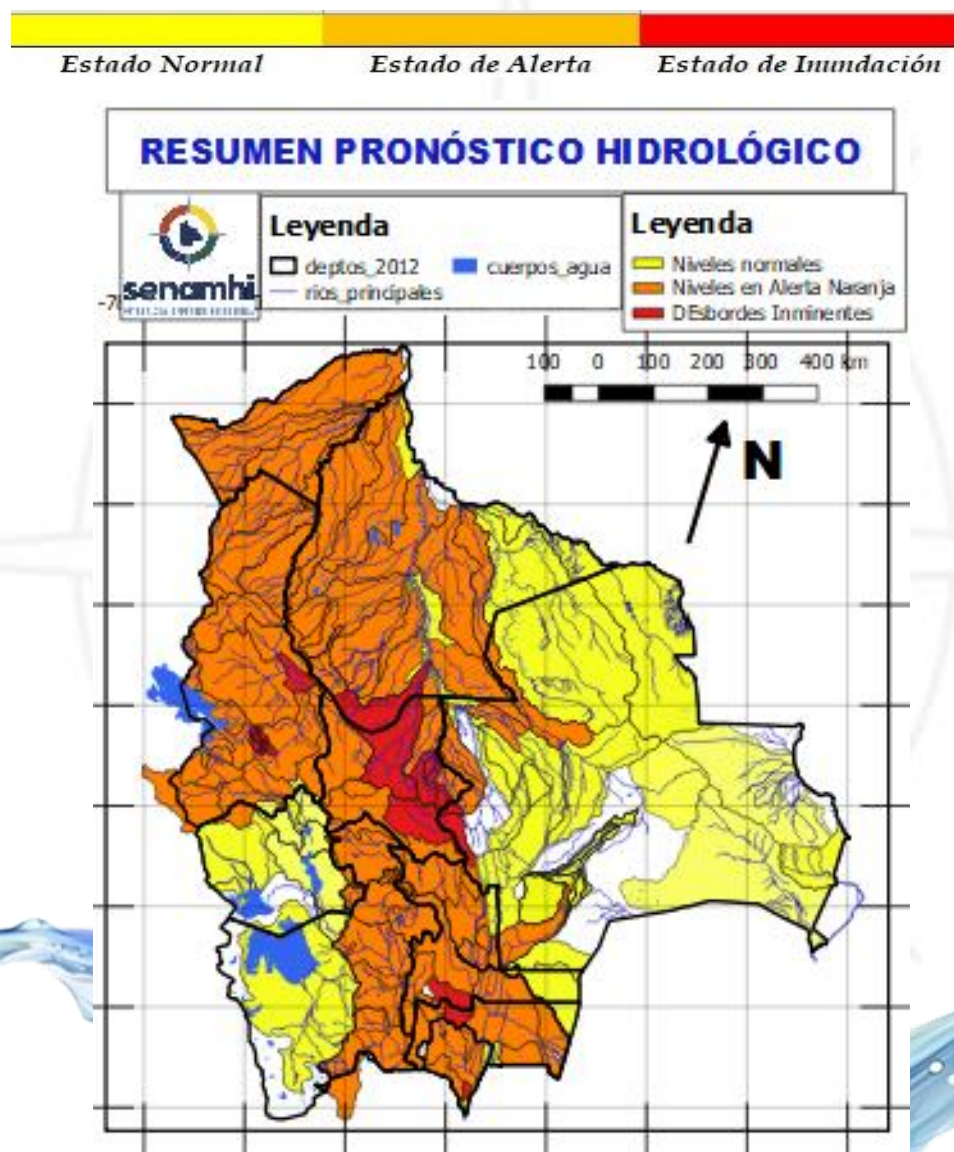 Estado Normal Estado de Alerta Estado de Inundación
RESUMEN PRONÓSTICO HIDROLÓGICO
senamhi
Leyenda
deptos_2012 cuerpos_agua
rios_principales
Leyenda
Niveles normales
Niveles en Alerta Naranja
DEsbordes Inminentes
-7
100 0 100 200 300 400 km
N